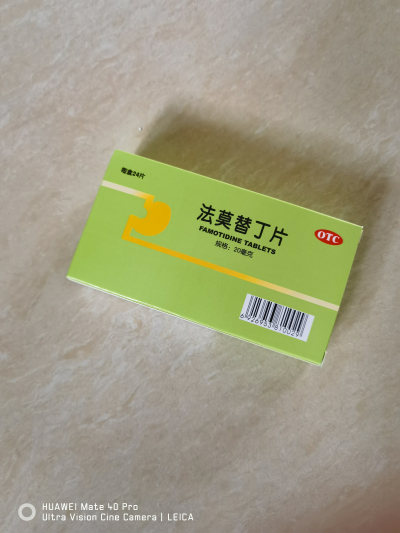 每盒24片
法莫替丁片
FAMOTIDINE TABLETS
规格：20毫克
OTC
HUAWEI Mate 40 Pro
Ultra Vision Cine Camera | LEICA